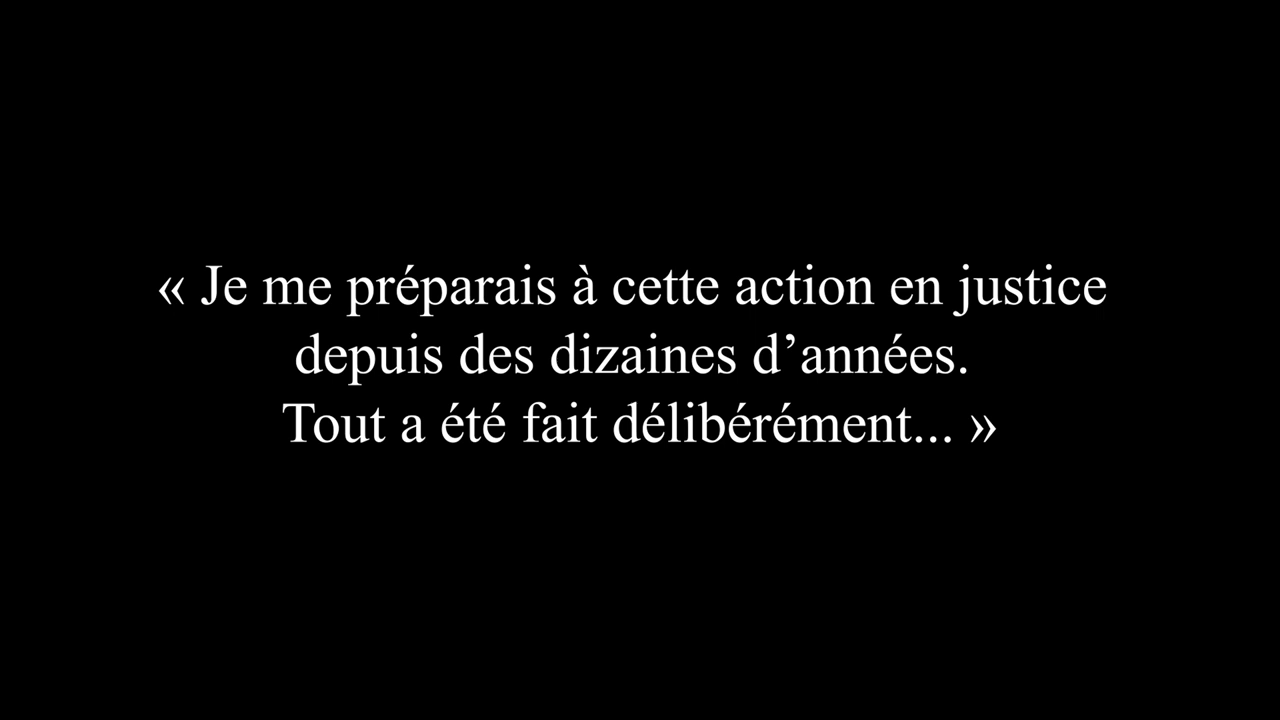 « Je me préparais à cette action en justice
depuis des dizaines d’années.
Tout a été fait délibérément... »